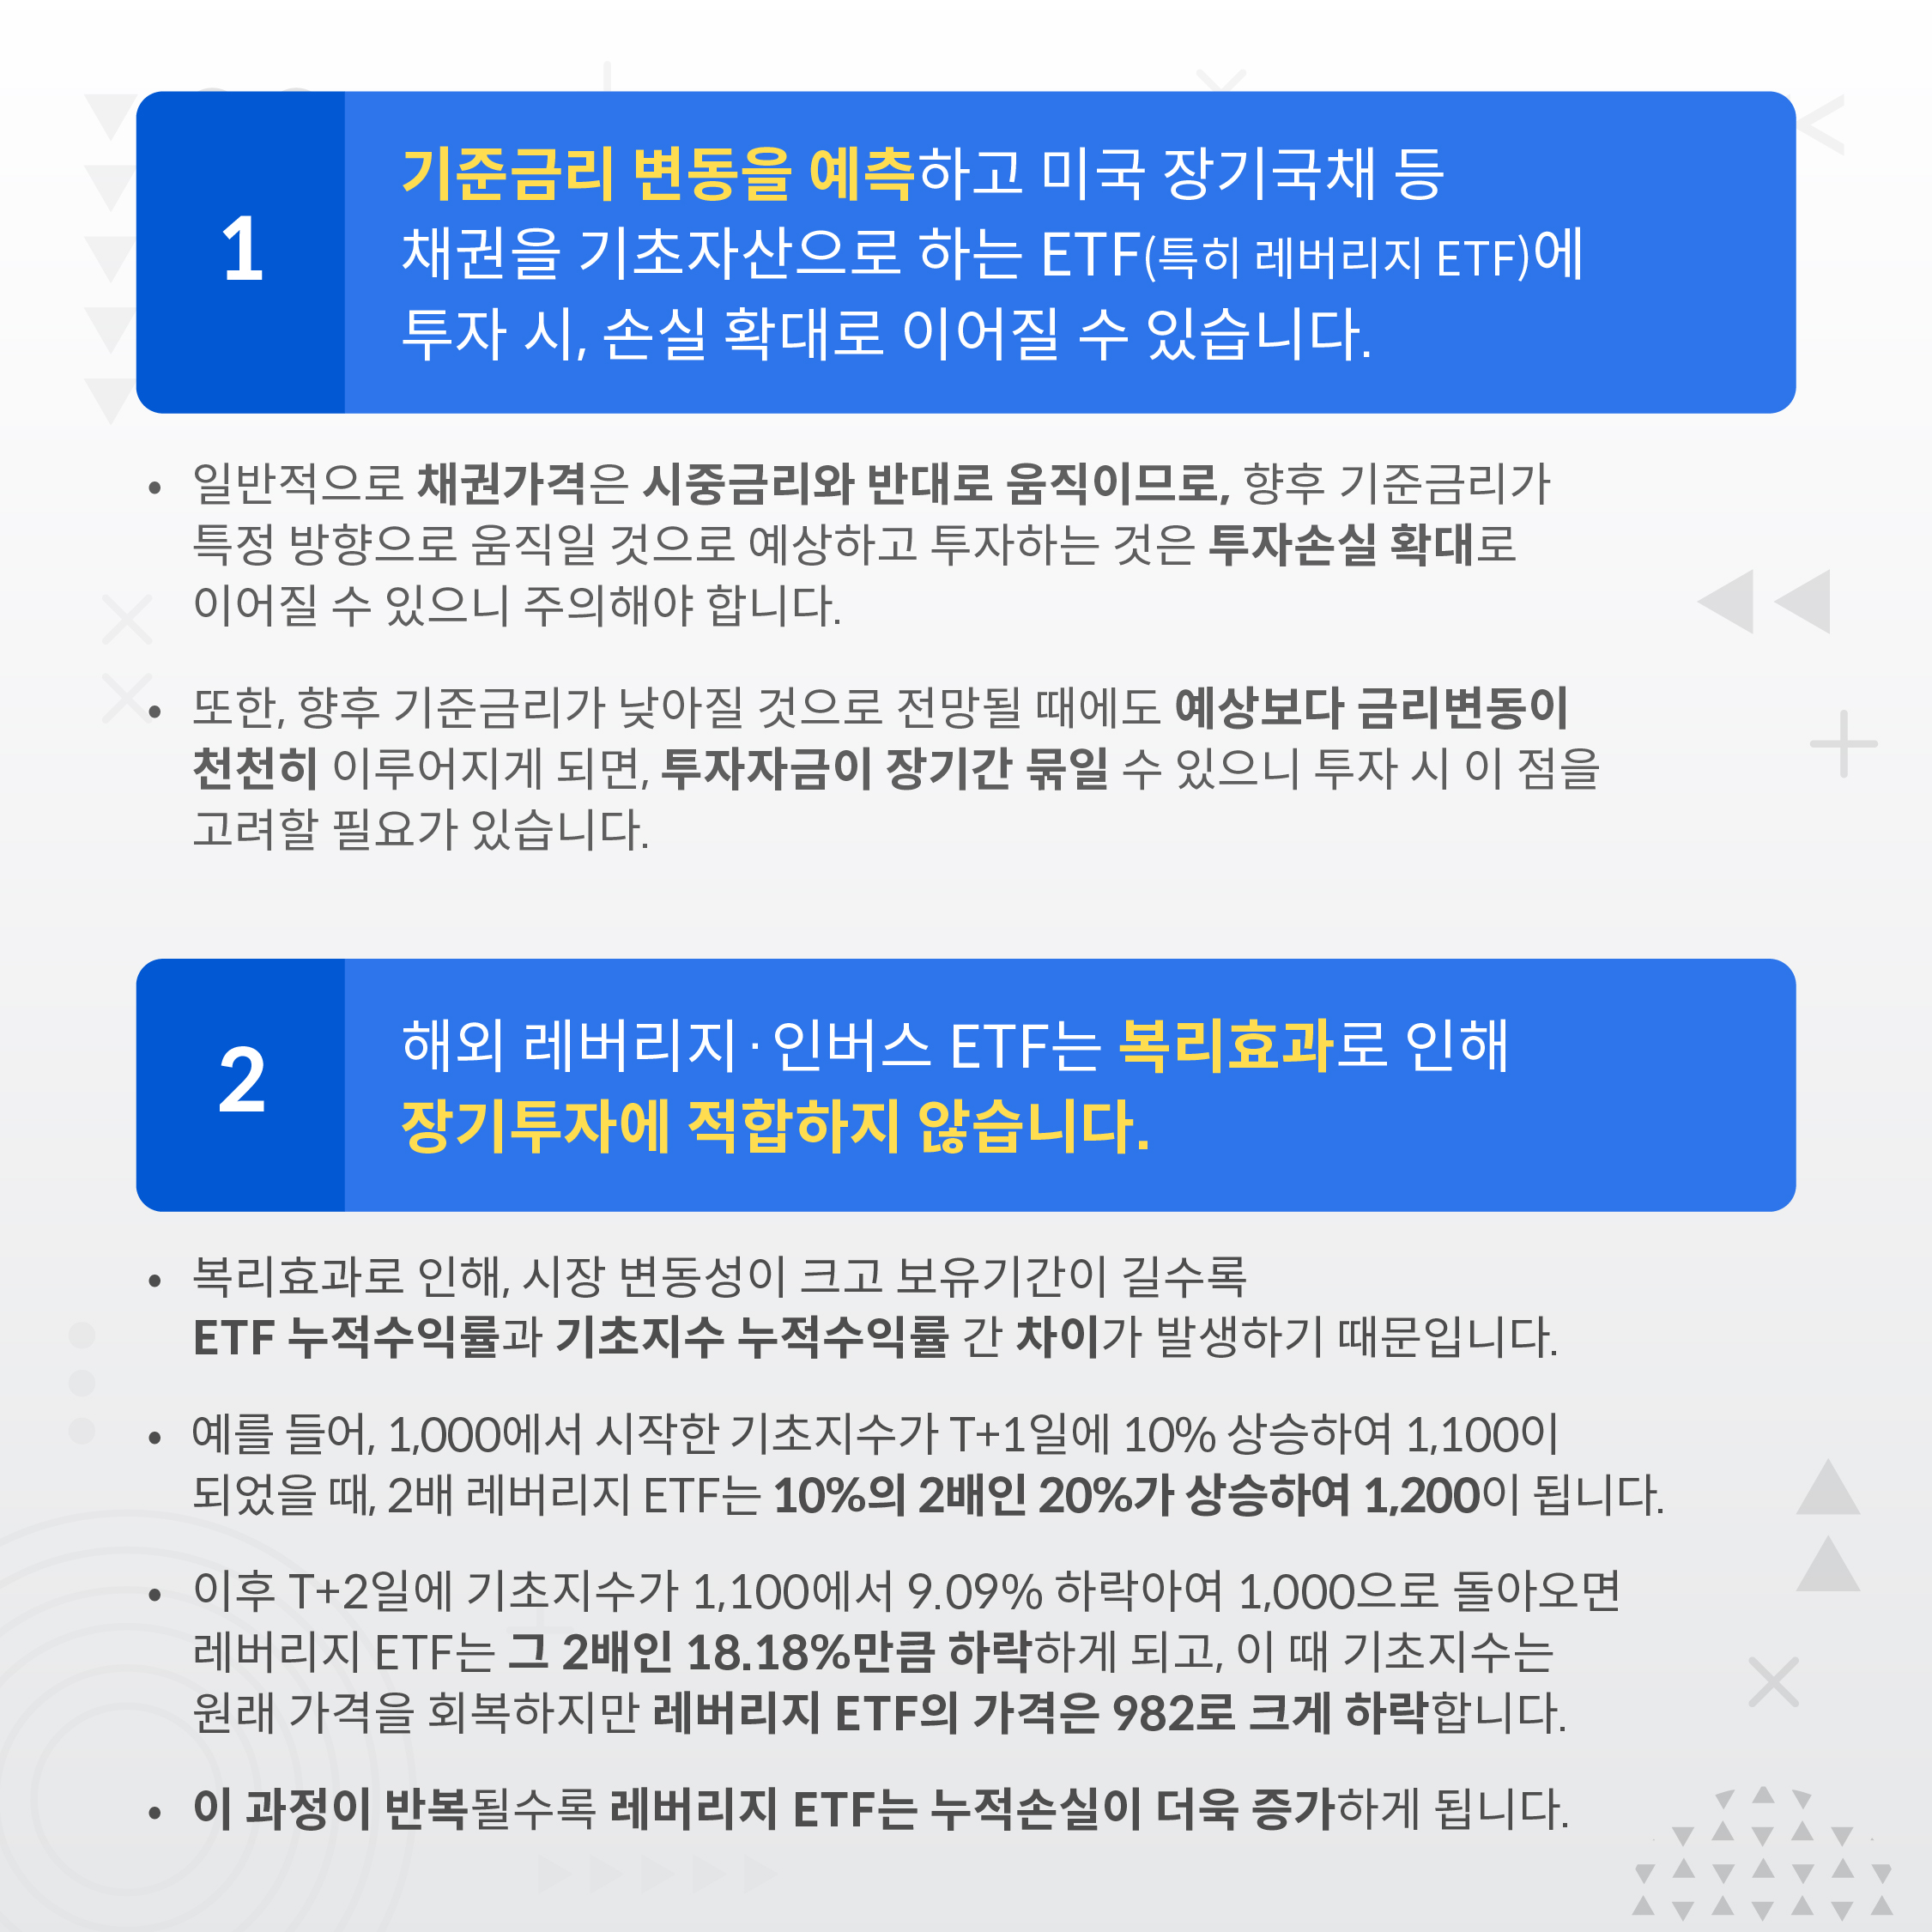 1
기준금리 변동을 예측하고 미국 장기국채 등
채권을 기초자산으로 하는 ETF(특히 레버리지 ETF)에
투자 시, 손실 확대로 이어질 수 있습니다.
• 일반적으로 채권가격은 시중금리와 반대로 움직이므로, 향후 기준금리가
특정 방향으로 움직일 것으로 예상하고 투자하는 것은 투자손실 확대로
이어질 수 있으니 주의해야 합니다.
• 또한, 향후 기준금리가 낮아질 것으로 전망될 때에도 예상보다 금리변동이
천천히 이루어지게 되면, 투자자금이 장기간 묶일 수 있으니 투자 시 이 점을
고려할 필요가 있습니다.
2
해외 레버리지·인버스 ETF는 복리효과로 인해
장기투자에 적합하지 않습니다.
• 복리효과로 인해, 시장 변동성이 크고 보유기간이 길수록
ETF 누적수익률과 기초지수 누적수익률 간 차이가 발생하기 때문입니다.
• 예를 들어, 1,000에서 시작한 기초지수가 T+1일에 10% 상승하여 1,100이
되었을 때, 2배 레버리지 ETF는 10%의 2배인 20%가 상승하여 1,200이 됩니다.
• 이후 T+2일에 기초지수가 1,100에서 9.09% 하락아여 1,000으로 돌아오면
레버리지 ETF는 그 2배인 18.18%만큼 하락하게 되고, 이 때 기초지수는
원래 가격을 회복하지만 레버리지 ETF의 가격은 982로 크게 하락합니다.
• 이 과정이 반복될수록 레버리지 ETF는 누적손실이 더욱 증가하게 됩니다.